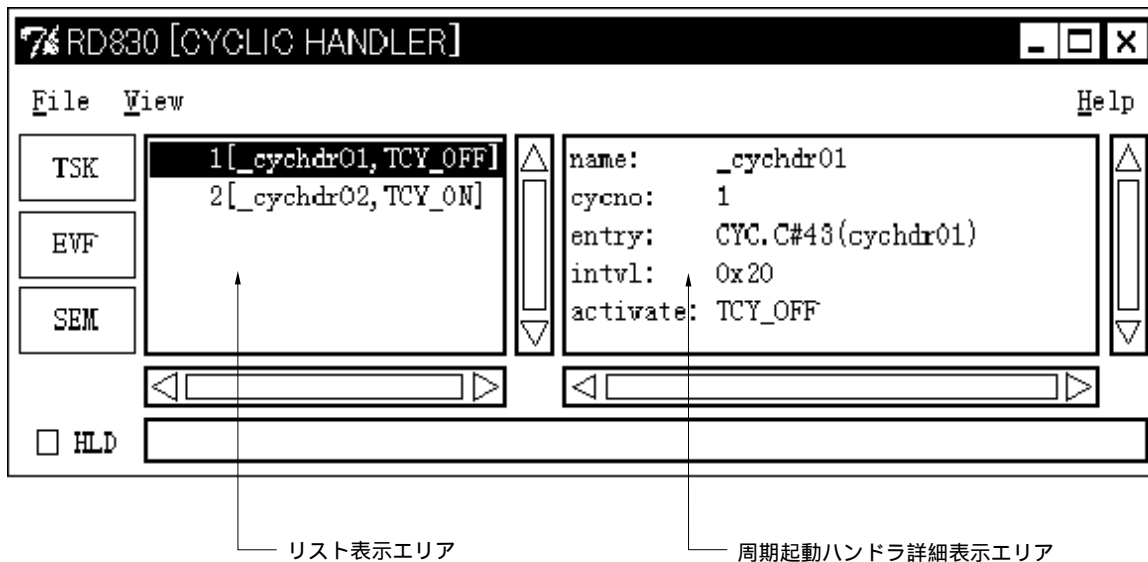 RD830 [CYCLIC HANDLER]
File View Help
TSK
EVF
SEM
1[_cychdr01,TCY_OFF]
2[_cychdr02,TCY_ON]
name: _cychdr01
cycno: 1
entry: CYC.C#43(cychdr01)
intvl: 0x20
activate: TCY_OFF
HLD
リスト表示エリア
周期起動ハンドラ詳細表示エリア